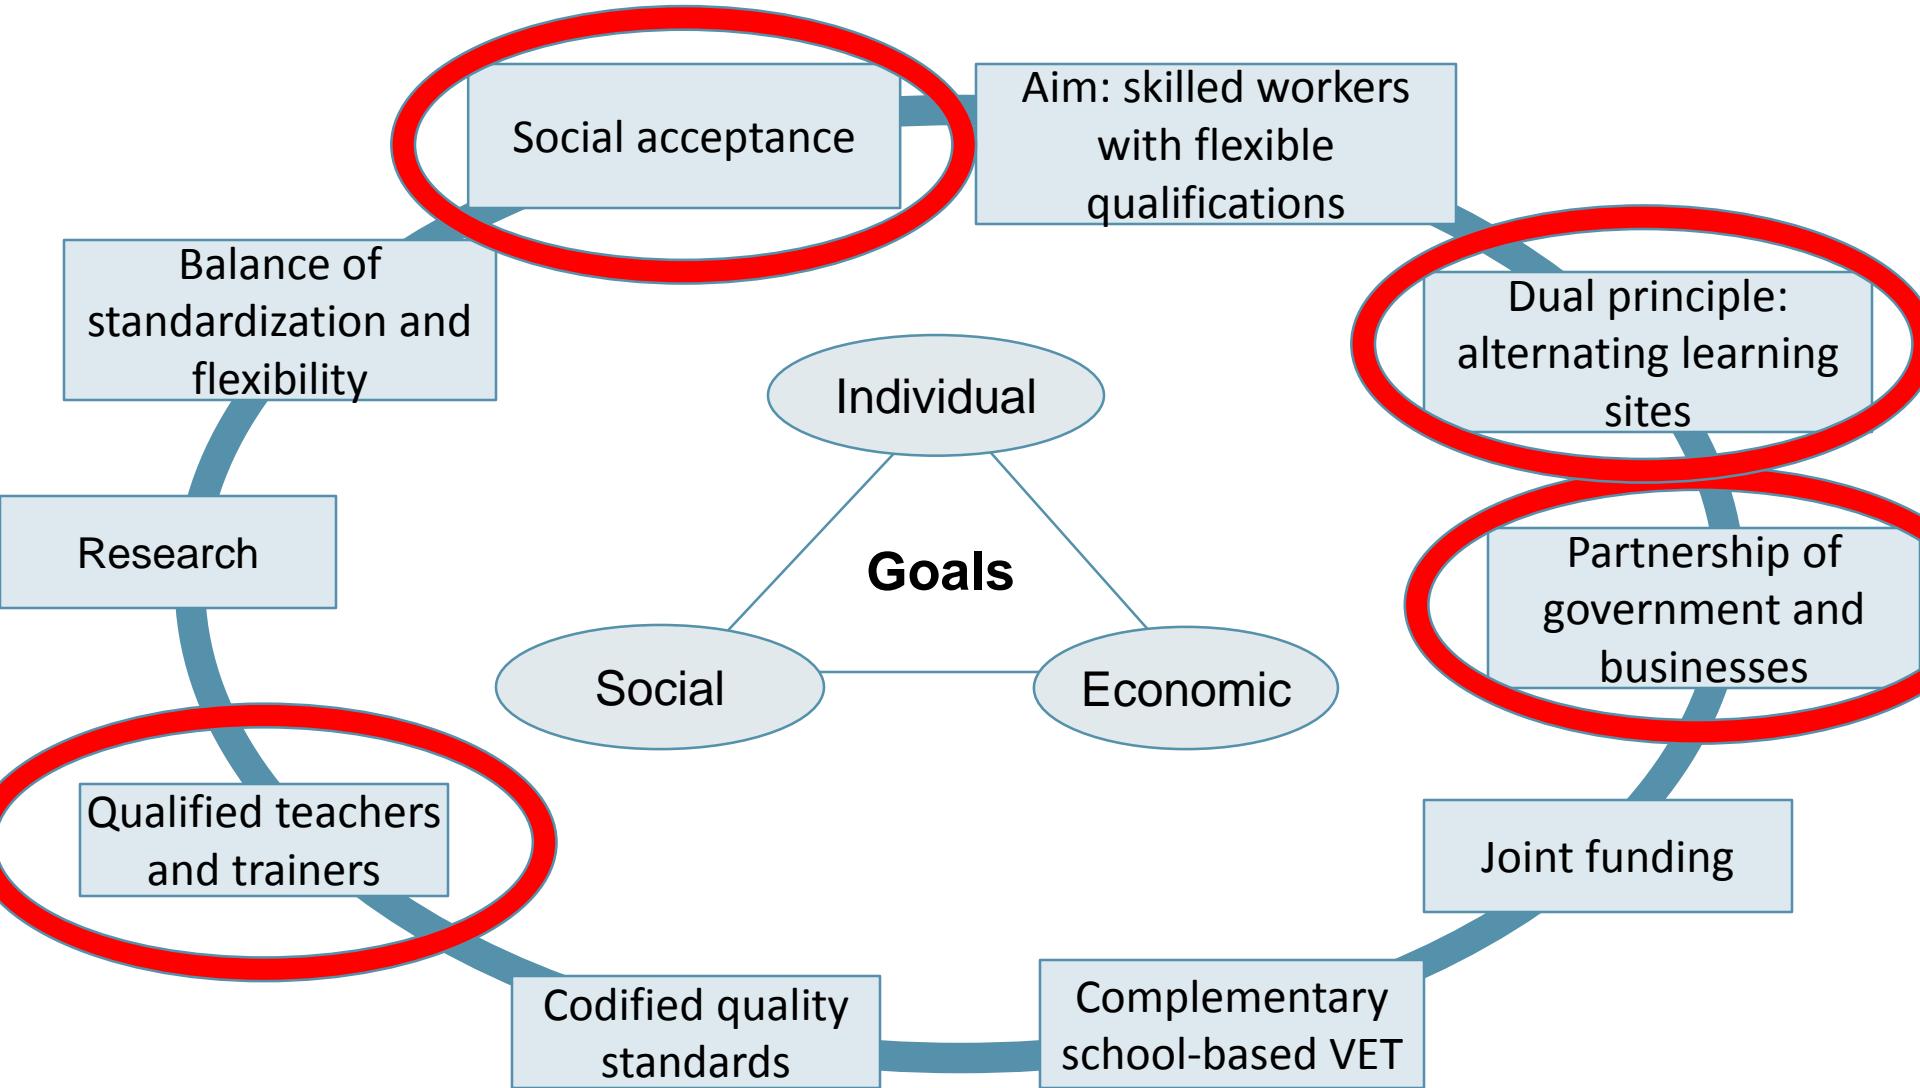 Social acceptance
Aim: skilled workers
with flexible
qualifications
Balance of
standardization and
flexibility
Dual principle:
alternating learning
sites
Individual
Research
Goals
Partnership of
government and
businesses
Social
Economic
Qualified teachers
and trainers
Joint funding
Codified quality
standards
Complementary
school-based VET